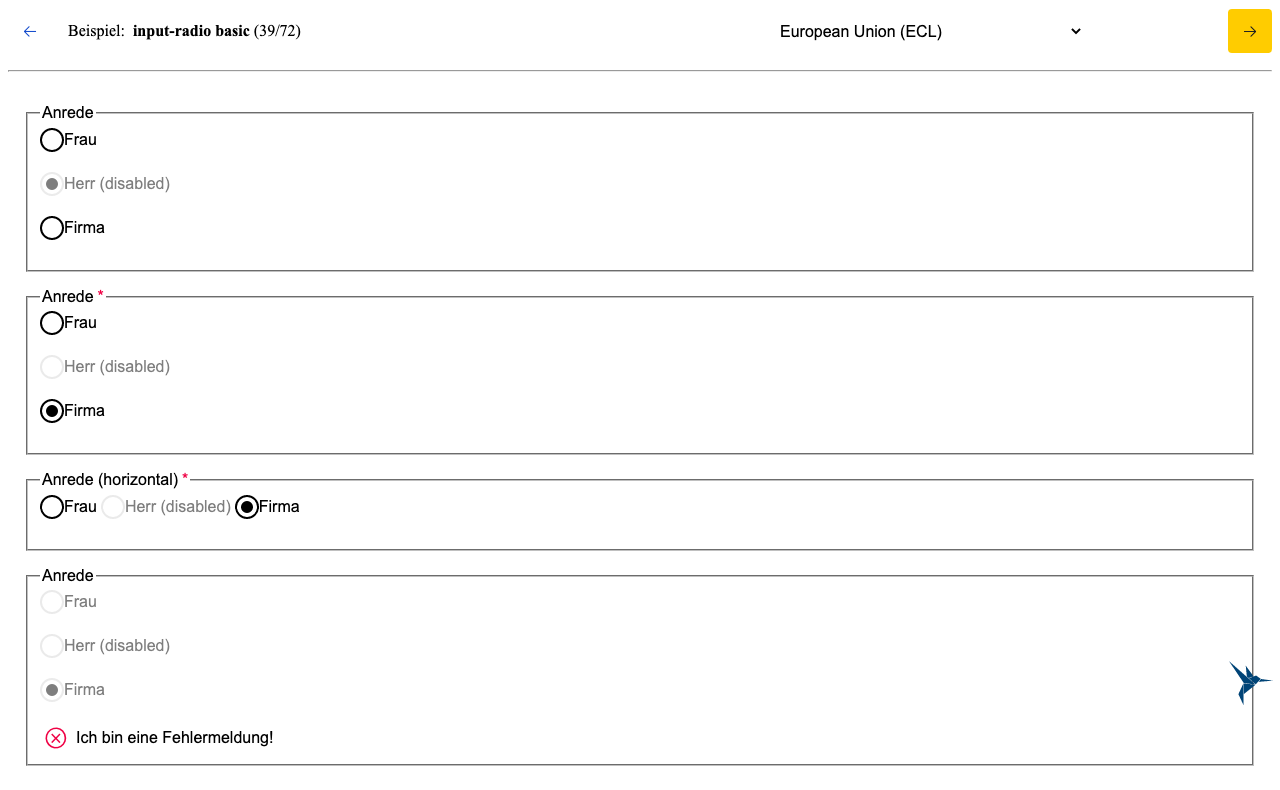 Beispiel: input-radio basic (39/72) European Union (ECL)
Anrede
Frau
Herr (disabled)
Firma
Anrede *
Frau
Herr (disabled)
Firma
Anrede (horizontal) *
Frau Herr (disabled) Firma
Anrede
Frau
Herr (disabled)
Firma
Ich bin eine Fehlermeldung!